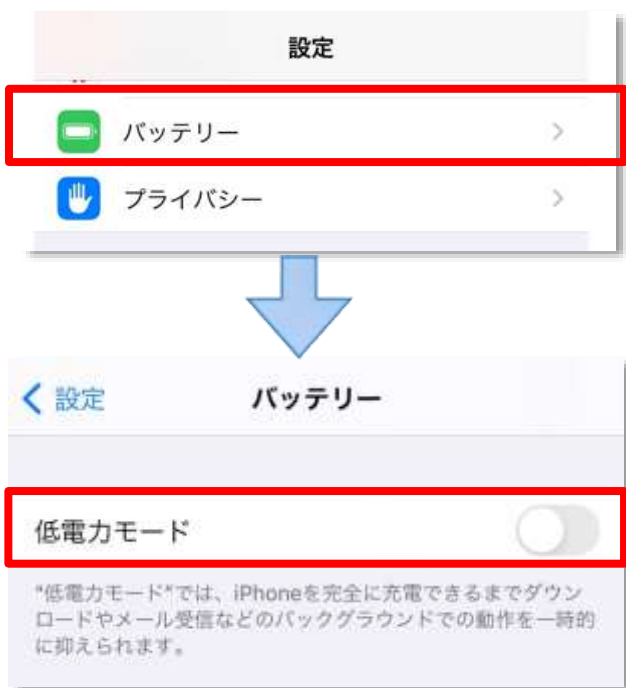 設定
バッテリー
プライバシー
設定
バッテリー
低電力モード
"低電力モード"では、iPhoneを完全に充電できるまでダウン
ロードやメール受信などのバックグラウンドでの動作を一時的
に抑えられます。